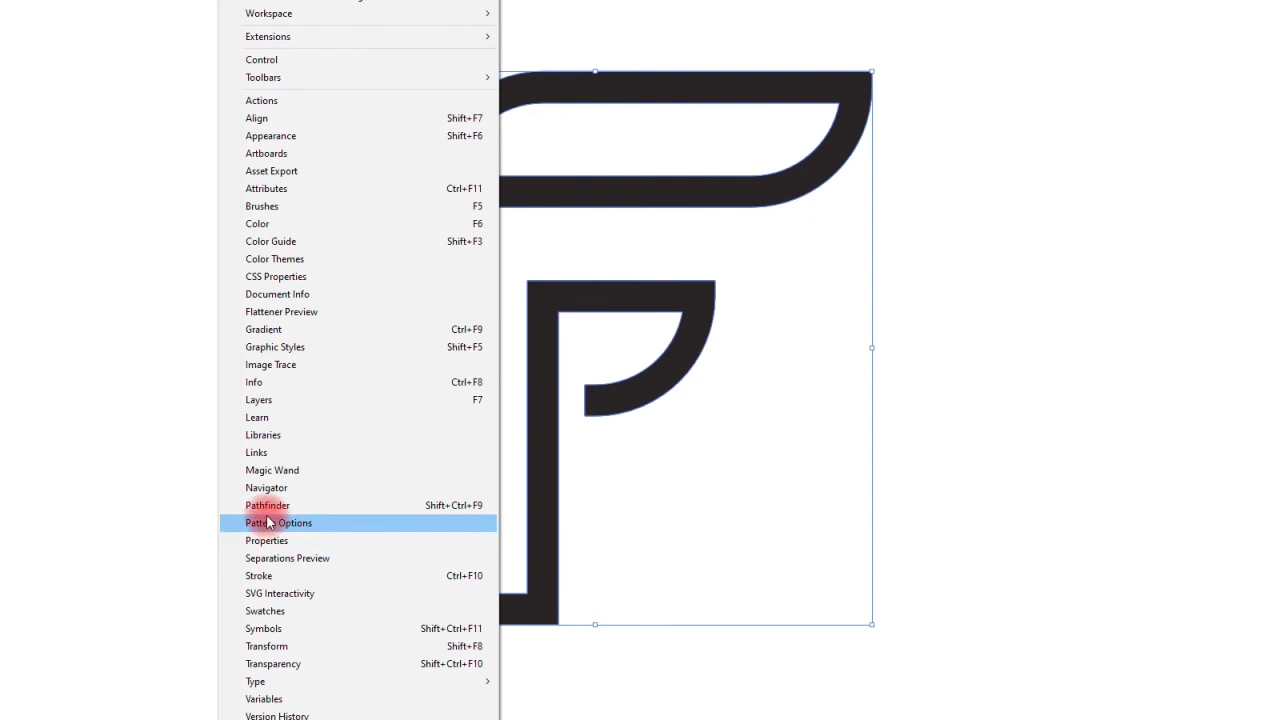 Workspace
Extensions
Control
Toolbars
Actions
Align Shift+F7
Appearance Shift+F6
Artboards
Asset Export
Attributes Ctrl+F11
Brushes F5
Color F6
Color Guide Shift+F3
Color Themes
CSS Properties
Document Info
Flattener Preview
Gradient Ctrl+F9
Graphic Styles Shift+F5
Image Trace
Info Ctrl+F8
Layers F7
Learn
Libraries
Links
Magic Wand
Navigator
Pathfinder Shift+Ctrl+F9
Pattern Options
Properties
Separations Preview
Stroke Ctrl+F10
SVG Interactivity
Swatches
Symbols Shift+Ctrl+F11
Transform Shift+F8
Transparency Shift+Ctrl+F10
Type
Variables
Version History